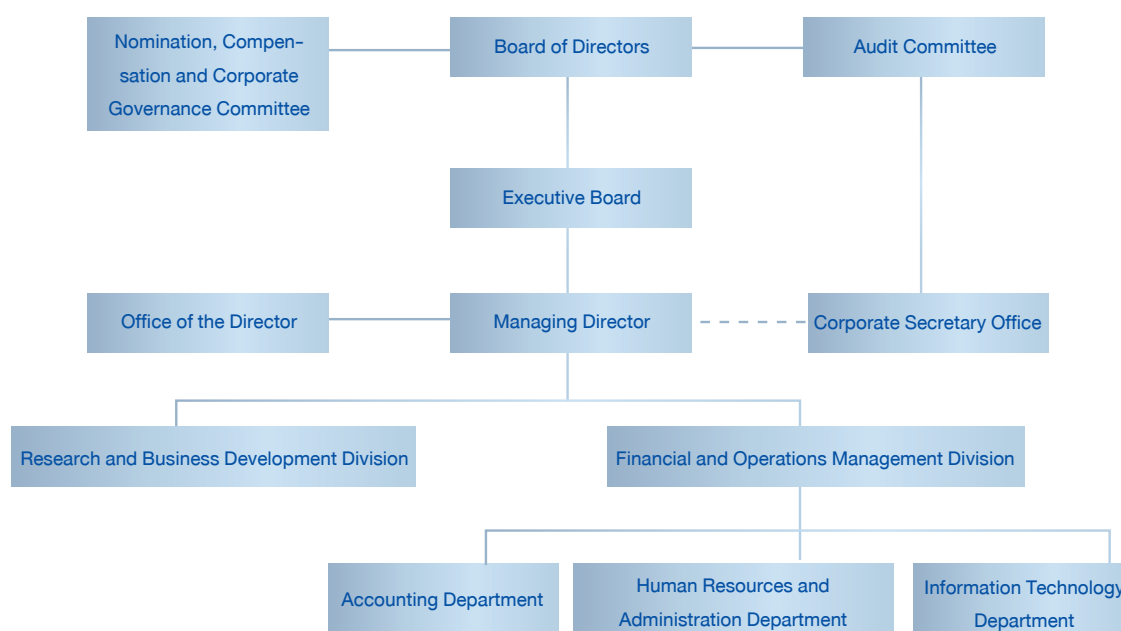 Nomination, Compen-
sation and Corporate
Governance Committee
Board of Directors
Audit Committee
Executive Board
Office of the Director
Managing Director
Corporate Secretary Office
Research and Business Development Division
Financial and Operations Management Division
Accounting Department
Human Resources and
Administration Department
Information Technology
Department